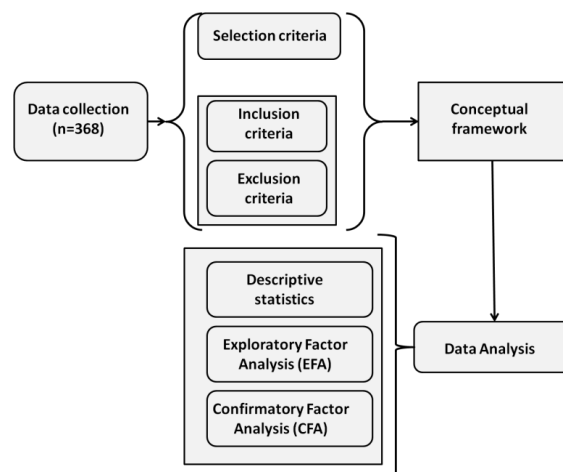 Data collection
(n=368)
Selection criteria
Inclusion
criteria
Exclusion
criteria
Conceptual
framework
Descriptive
statistics
Exploratory Factor
Analysis (EFA)
Confirmatory Factor
Analysis (CFA)
Data Analysis